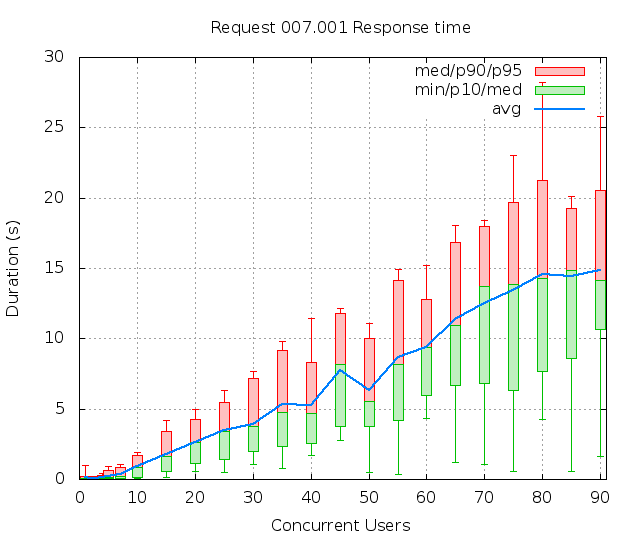 Request 007.001 Response time
30
25
20
15
10
5
0
Duration (s)
med/p90/p95
min/p10/med
avg
0 10 20 30 40 50 60 70 80 90
Concurrent Users